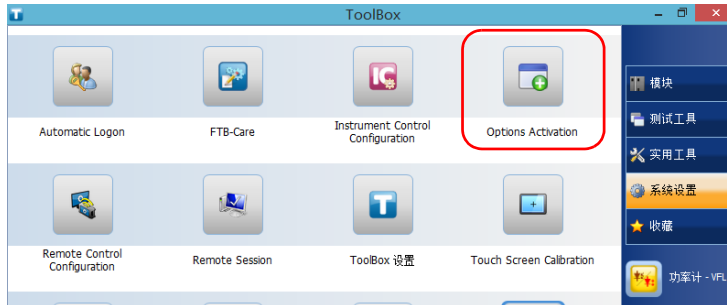 ToolBox
模块
测试工具
实用工具
系统设置
收藏
功率计 - VFL
Automatic Logon
FTB-Care
Instrument Control
Configuration
Options Activation
Remote Control
Configuration
Remote Session
ToolBox 设置
Touch Screen Calibration